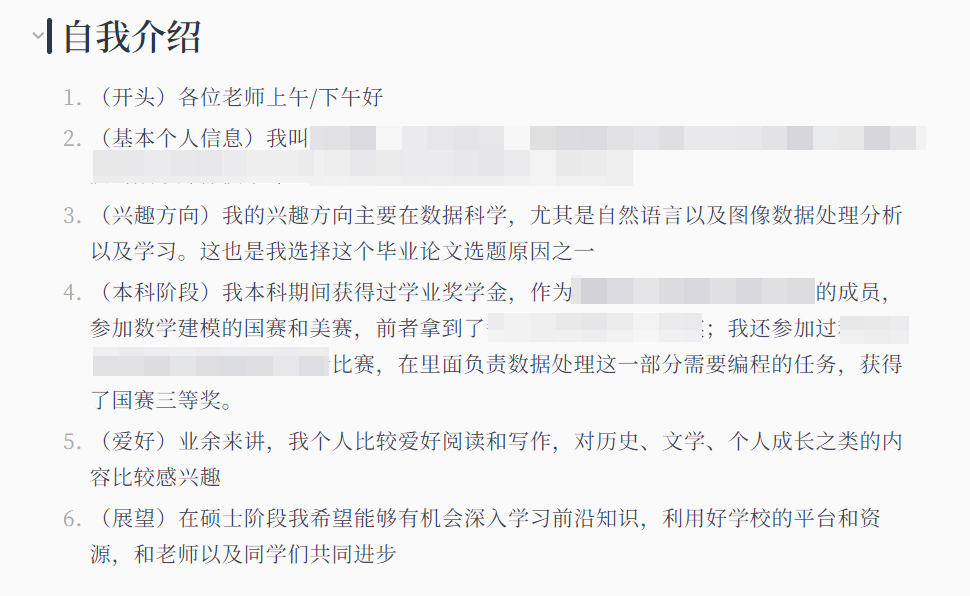 自我介绍
1. （开头）各位老师上午/下午好
2. （基本个人信息）我叫
3. （兴趣方向）我的兴趣方向主要在数据科学，尤其是自然语言以及图像数据处理分析
以及学习。这也是我选择这个毕业论文选题原因之一
4. （本科阶段）我本科期间获得过学业奖学金，作为的成员，
参加数学建模的国赛和美赛，前者拿到了；我还参加过
比赛，在里面负责数据处理这一部分需要编程的任务，获得
了国赛三等奖。
5. （爱好）业余来讲，我个人比较爱好阅读和写作，对历史、文学、个人成长之类的内
容比较感兴趣
6. （展望）在硕士阶段我希望能够有机会深入学习前沿知识，利用好学校的平台和资
源，和老师以及同学们共同进步